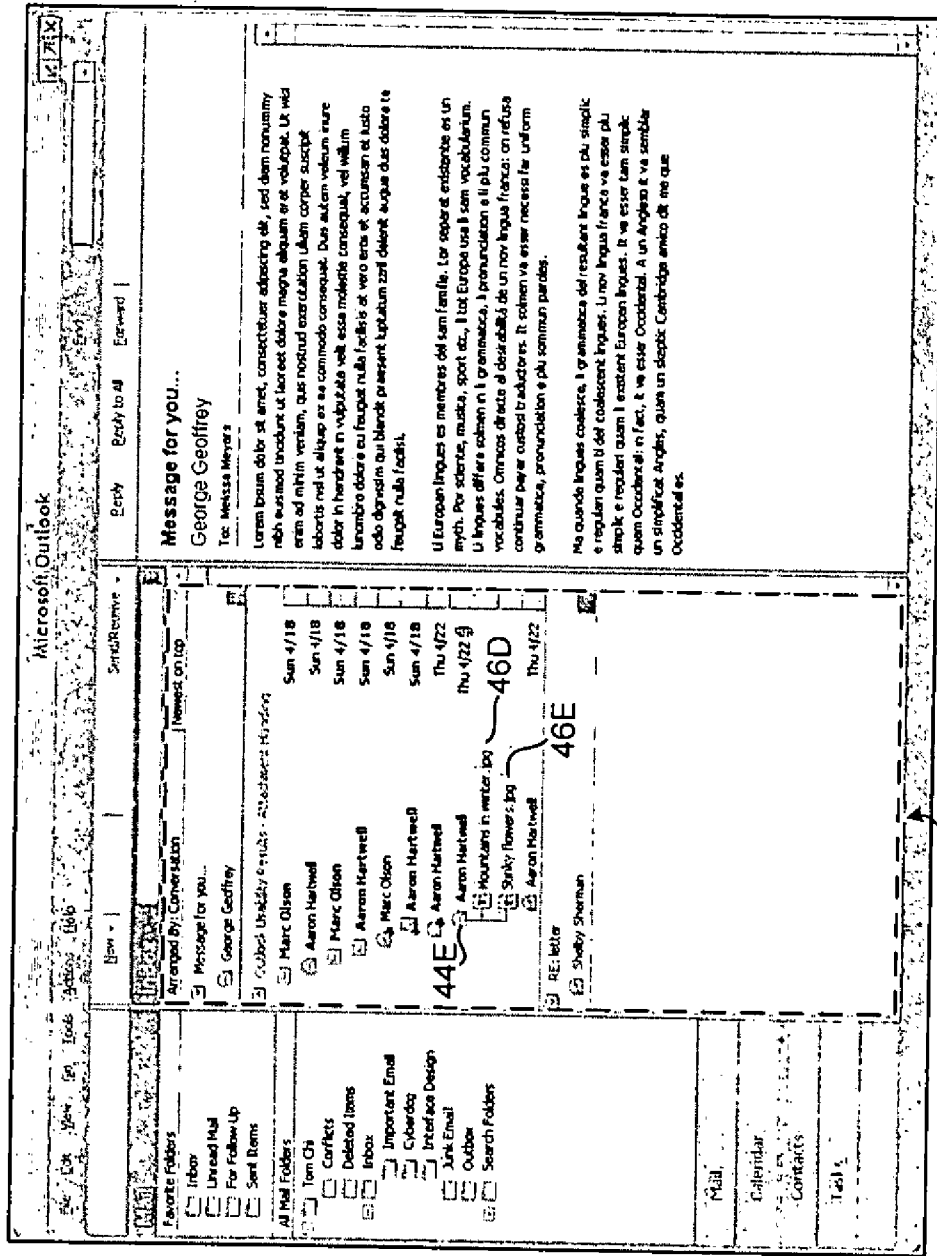 Microsoft Outlook
File Edit View Go Tools Actions Help
New
Send/Receive
Reply Reply to All Forward
Mail
Favorite Folders
Inbox
Unread Mail
For Follow Up
Sent Items
All Mail Folders
Tom Chi
Conflicts
Deleted Items
Inbox
Important Email
Cyberdog
Interface Design
Junk Email
Outbox
Search Folders
Mail
Calendar
Contacts
Tasks
Arranged By: Conversation
Newest on top
Message for you...
George Geoffrey
Outlook Usability Results - Attachment Handling
Marc Olson Sun 4/18
Aaron Hartwell Sun 4/18
Marc Olson Sun 4/18
Aaron Hartwell Sun 4/18
Marc Olson Sun 4/18
Aaron Hartwell Sun 4/18
Aaron Hartwell Thu 4/22
44E Aaron Hartwell Thu 4/22
Mountains in winter.jpg 46D
Stinky flowers.jpg 46E
Aaron Hartwell Thu 4/22
RE: letter
Shelby Sherman
Message for you...
George Geoffrey
To: Melissa Meyers
Lorem ipsum dolor sit amet, consectetuer adipiscing elit, sed diem nonummy
nibh euismod tincidunt ut lacreet dolore magna aliguam erat volutpat. Ut wisi
enim ad minim veniam, quis nostrud exerctation ullam corper suscipit
lobortis nisl ut aliquip ex ea commodo consequat. Duis autem veleum iriure
dolor in hendrerit in vulputate velit esse molestie consequat, vel willum
lunombro dolore eu feugiat nulla facilisis at vero eros et accumsan et iusto
odio dignissim qui blandit praesent luptatum zzril delenit augue duis dolore te
feugait nulla facilisi.
Li Europan lingues es membres del sam familie. Lor separat existentie es un
myth. Por scientie, musica, sport etc., li tot Europa usa li sam vocabularium.
Li lingues differe solmen in li grammatica, li pronunciation e li plu commun
vocabules. Omnicos directe al desirabilitá de un nov lingua franca: on refusa
continuar payar custosi traductores. It solmen va esser necessi far uniform
grammatica, pronunciation e plu sommun paroles.
Ma quande lingues coalesce, li grammatica del resultant lingue es plu simplic
e regulari quam ti del coalescent lingues. Li nov lingua franca va esser plu
simplic e regulari quam li existent Europan lingues. It va esser tam simplic
quam Occidental: in fact, it va esser Occidental. A un Angleso it va semblar
un simplificat Angles, quam un skeptic Cambridge amico dit me que
Occidental es.